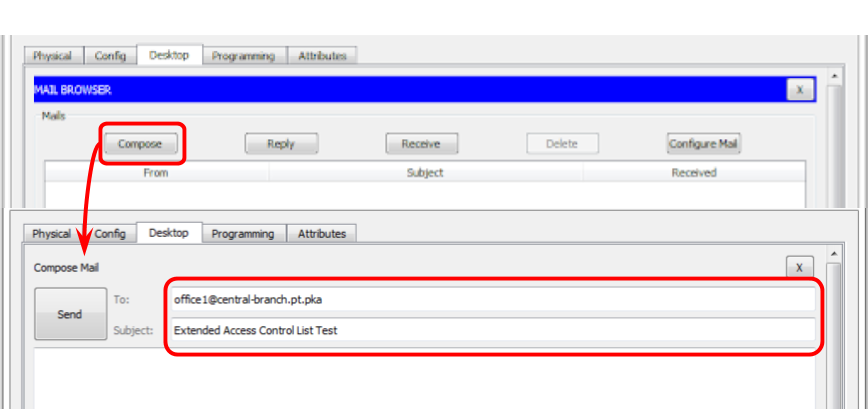 Physical Config Desktop Programming Attributes
MAIL BROWSER X
Mails
Compose Reply Receive Delete Configure Mail
From Subject Received
Physical Config Desktop Programming Attributes
Compose Mail X
Send To: office1@central-branch.pt.pka
Subject: Extended Access Control List Test